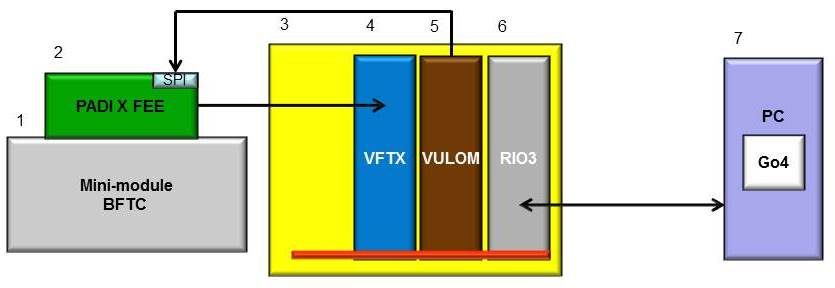 3
4
5
6
7
2
SPI
PADI X FEE
1
PC
Go4
VFTX
VULOM
RIO3
Mini-module
BFTC